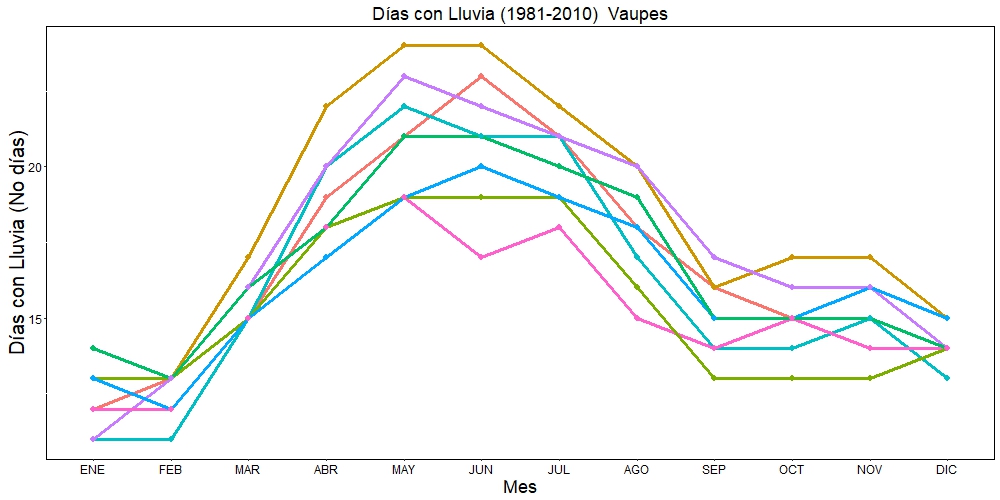 Días con Lluvia (1981-2010)  Vaupes
Días con Lluvia (No días)
20
15
ENE FEB MAR ABR MAY JUN JUL AGO SEP OCT NOV DIC
Mes